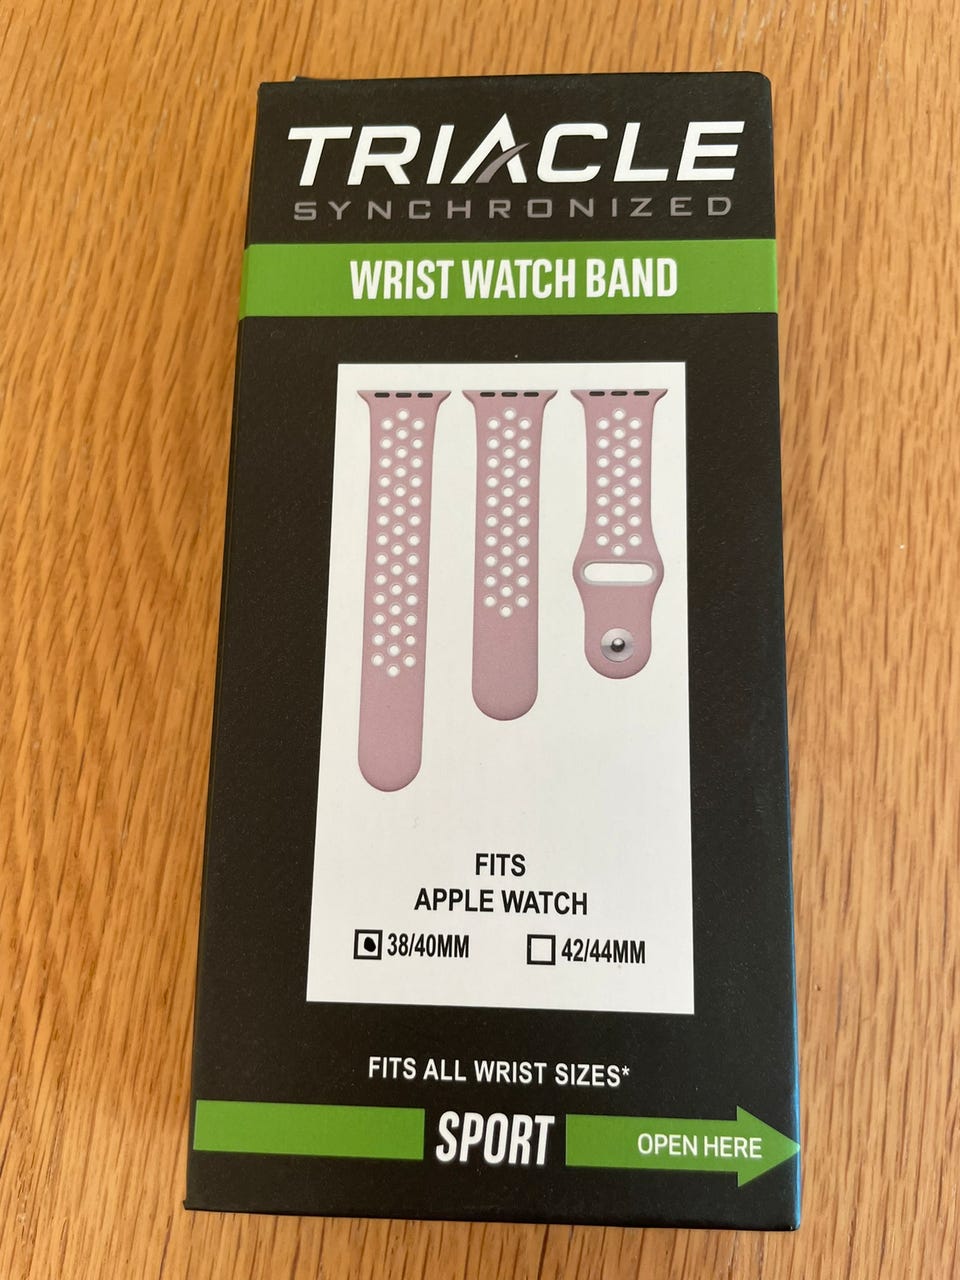 TRIACLE
SYNCHRONIZED
WRIST WATCH BAND
FITS
APPLE WATCH
38/40MM 42/44MM
FITS ALL WRIST SIZES*
SPORT
OPEN HERE